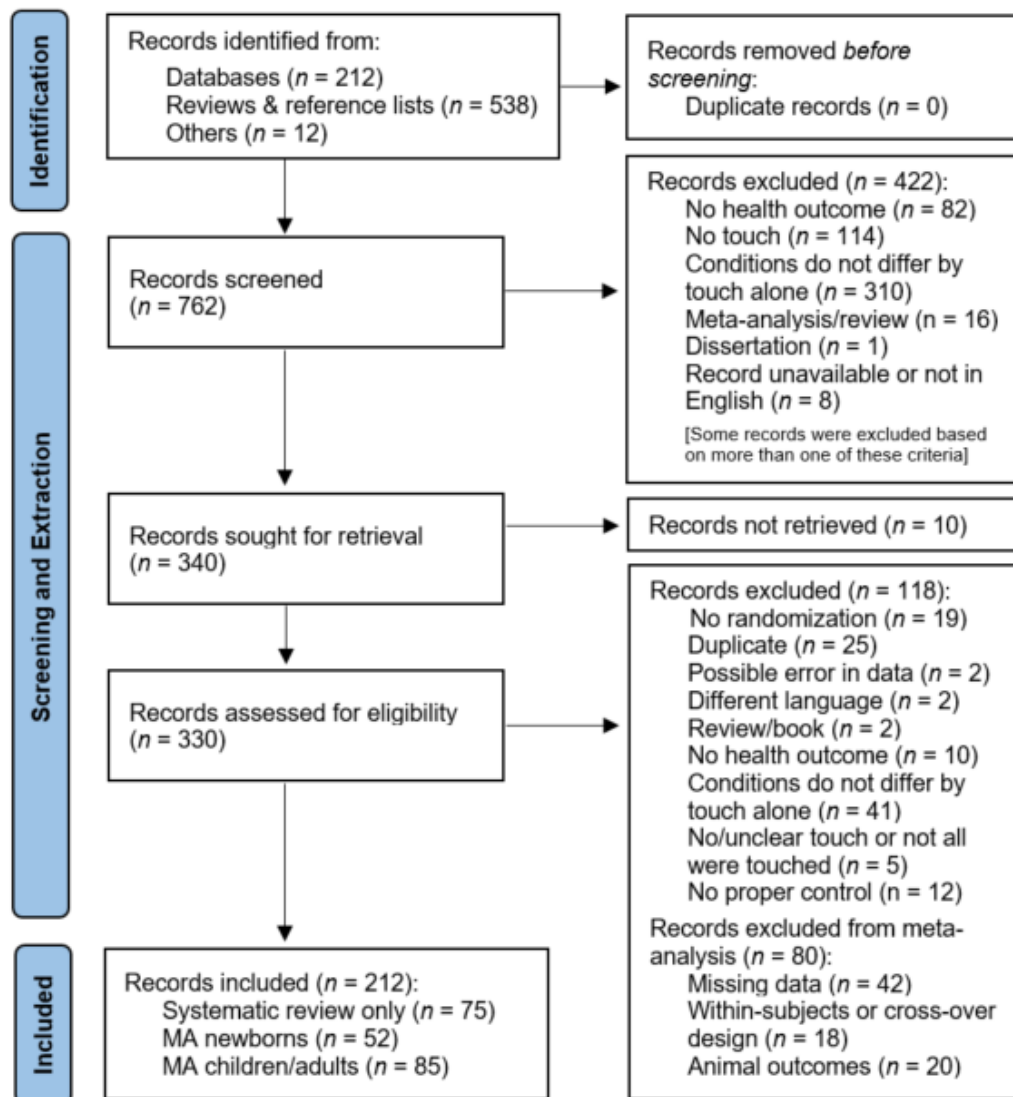 Identification
Records identified from:
Databases (n = 212)
Reviews & reference lists (n = 538)
Others (n = 12)
Records removed before
screening:
Duplicate records (n = 0)
Screening and Extraction
Records screened
(n = 762)
Records excluded (n = 422):
No health outcome (n = 82)
No touch (n = 114)
Conditions do not differ by
touch alone (n = 310)
Meta-analysis/review (n = 16)
Dissertation (n = 1)
Record unavailable or not in
English (n = 8)
[Some records were excluded based
on more than one of these criteria]
Records sought for retrieval
(n = 340)
Records not retrieved (n = 10)
Records assessed for eligibility
(n = 330)
Records excluded (n = 118):
No randomization (n = 19)
Duplicate (n = 25)
Possible error in data (n = 2)
Different language (n = 2)
Review/book (n = 2)
No health outcome (n = 10)
Conditions do not differ by
touch alone (n = 41)
No/unclear touch or not all
were touched (n = 5)
No proper control (n = 12)
Records excluded from meta-
analysis (n = 80):
Missing data (n = 42)
Within-subjects or cross-over
design (n = 18)
Animal outcomes (n = 20)
Included
Records included (n = 212):
Systematic review only (n = 75)
MA newborns (n = 52)
MA children/adults (n = 85)